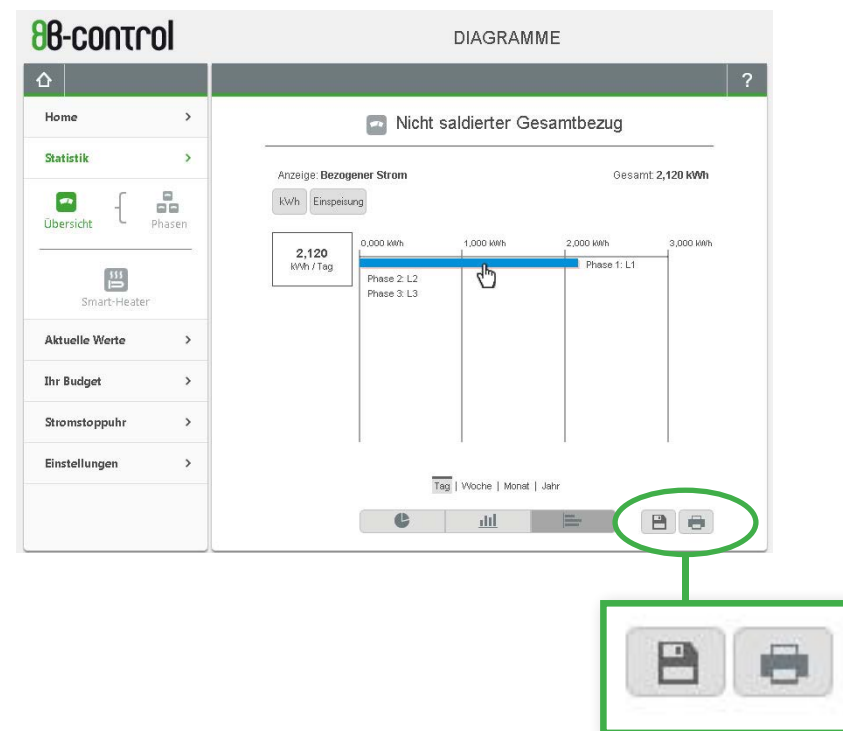 BB-control
DIAGRAMME
?
Home
Statistik
Übersicht
Phasen
Smart-Heater
Aktuelle Werte
Ihr Budget
Stromstoppuhr
Einstellungen
Nicht saldierter Gesamtbezug
Anzeige: Bezogener Strom
Gesamt: 2,120 kWh
kWh
Einspeisung
2,120
kWh / Tag
0,000 kWh
1,000 kWh
2,000 kWh
3,000 kWh
Phase 1: L1
Phase 2: L2
Phase 3: L3
Tag | Woche | Monat | Jahr